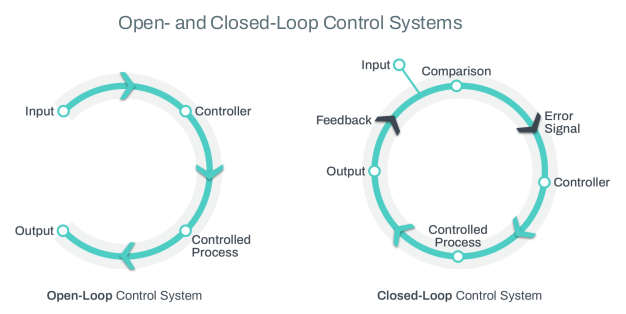 Open- and Closed-Loop Control Systems
Input
Controller
Output
Controlled
Process
Open-Loop Control System
Input
Comparison
Feedback
Error
Signal
Output
Controller
Controlled
Process
Closed-Loop Control System